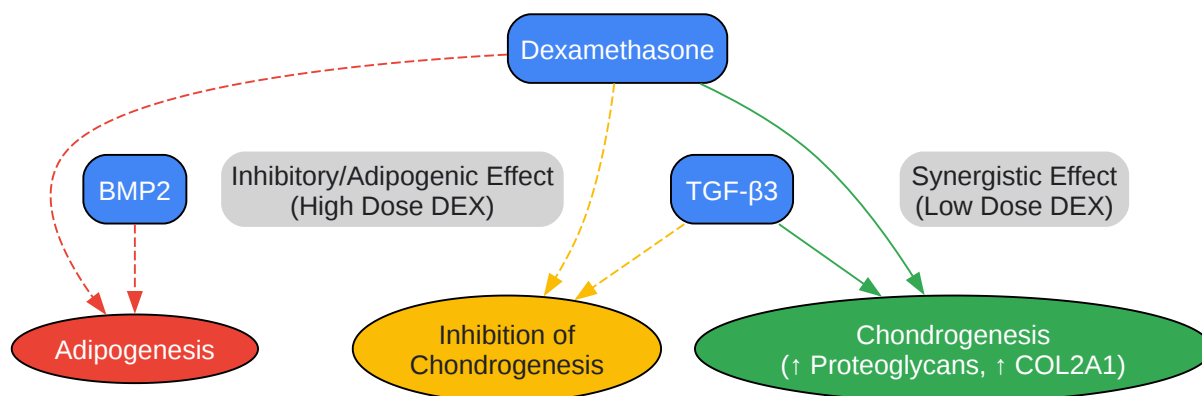 Dexamethasone
BMP2
Inhibitory/Adipogenic Effect
(High Dose DEX)
TGF-β3
Synergistic Effect
(Low Dose DEX)
Adipogenesis
Inhibition of
Chondrogenesis
Chondrogenesis
(↑ Proteoglycans, ↑ COL2A1)